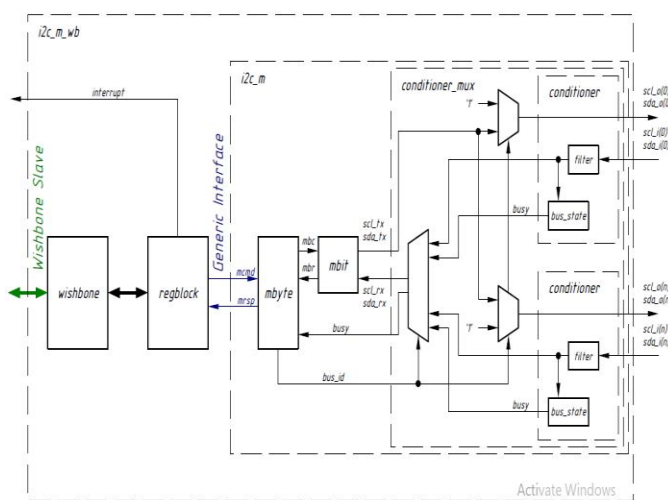 i2c_m_wb
i2c_m
conditioner_mux
conditioner
interrupt
'1'
scl_o(0)
sda_o(0)
scl_i(0)
sda_i(0)
filter
bus_state
busy
Wishbone Slave
Generic Interface
wishbone
regblock
mcmd
mrsp
mbyte
mbc
mbr
mbit
scl_tx
sda_tx
scl_rx
sda_rx
busy
bus_id
conditioner
'1'
scl_o(n)
sda_o(n)
scl_i(n)
sda_i(n)
filter
bus_state
busy
Activate Windows